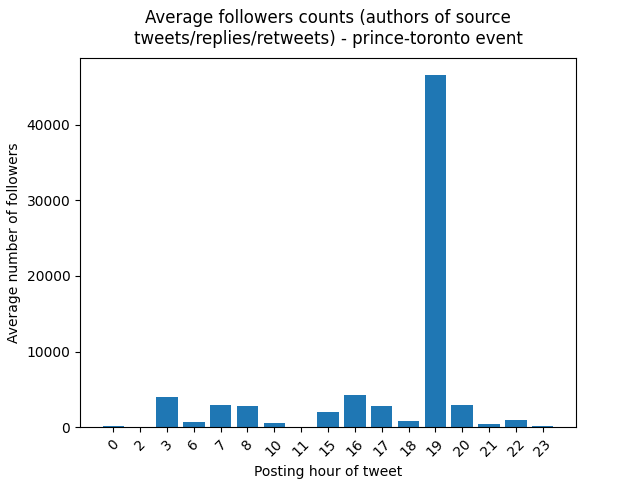 Average followers counts (authors of source
tweets/replies/retweets) - prince-toronto event
Average number of followers
40000
30000
20000
10000
0
0 2 3 6 7 8 10 11 15 16 17 18 19 20 21 22 23
Posting hour of tweet